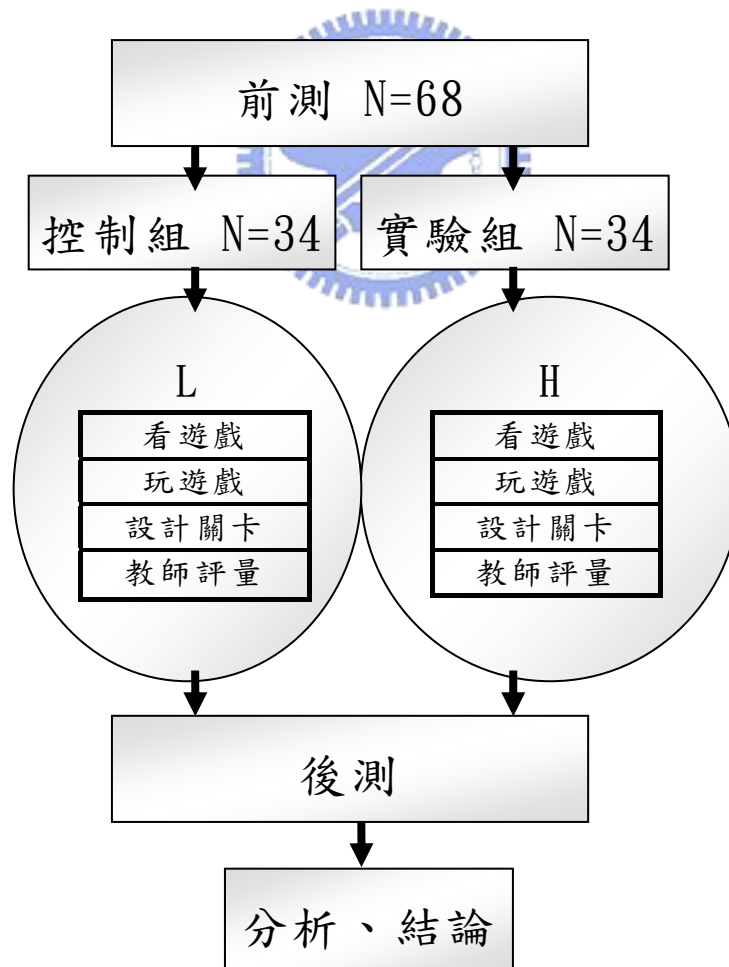 前測 N=68
控制組 N=34
實驗組 N=34
L
看遊戲
玩遊戲
設計關卡
教師評量
H
看遊戲
玩遊戲
設計關卡
教師評量
後測
分析、結論